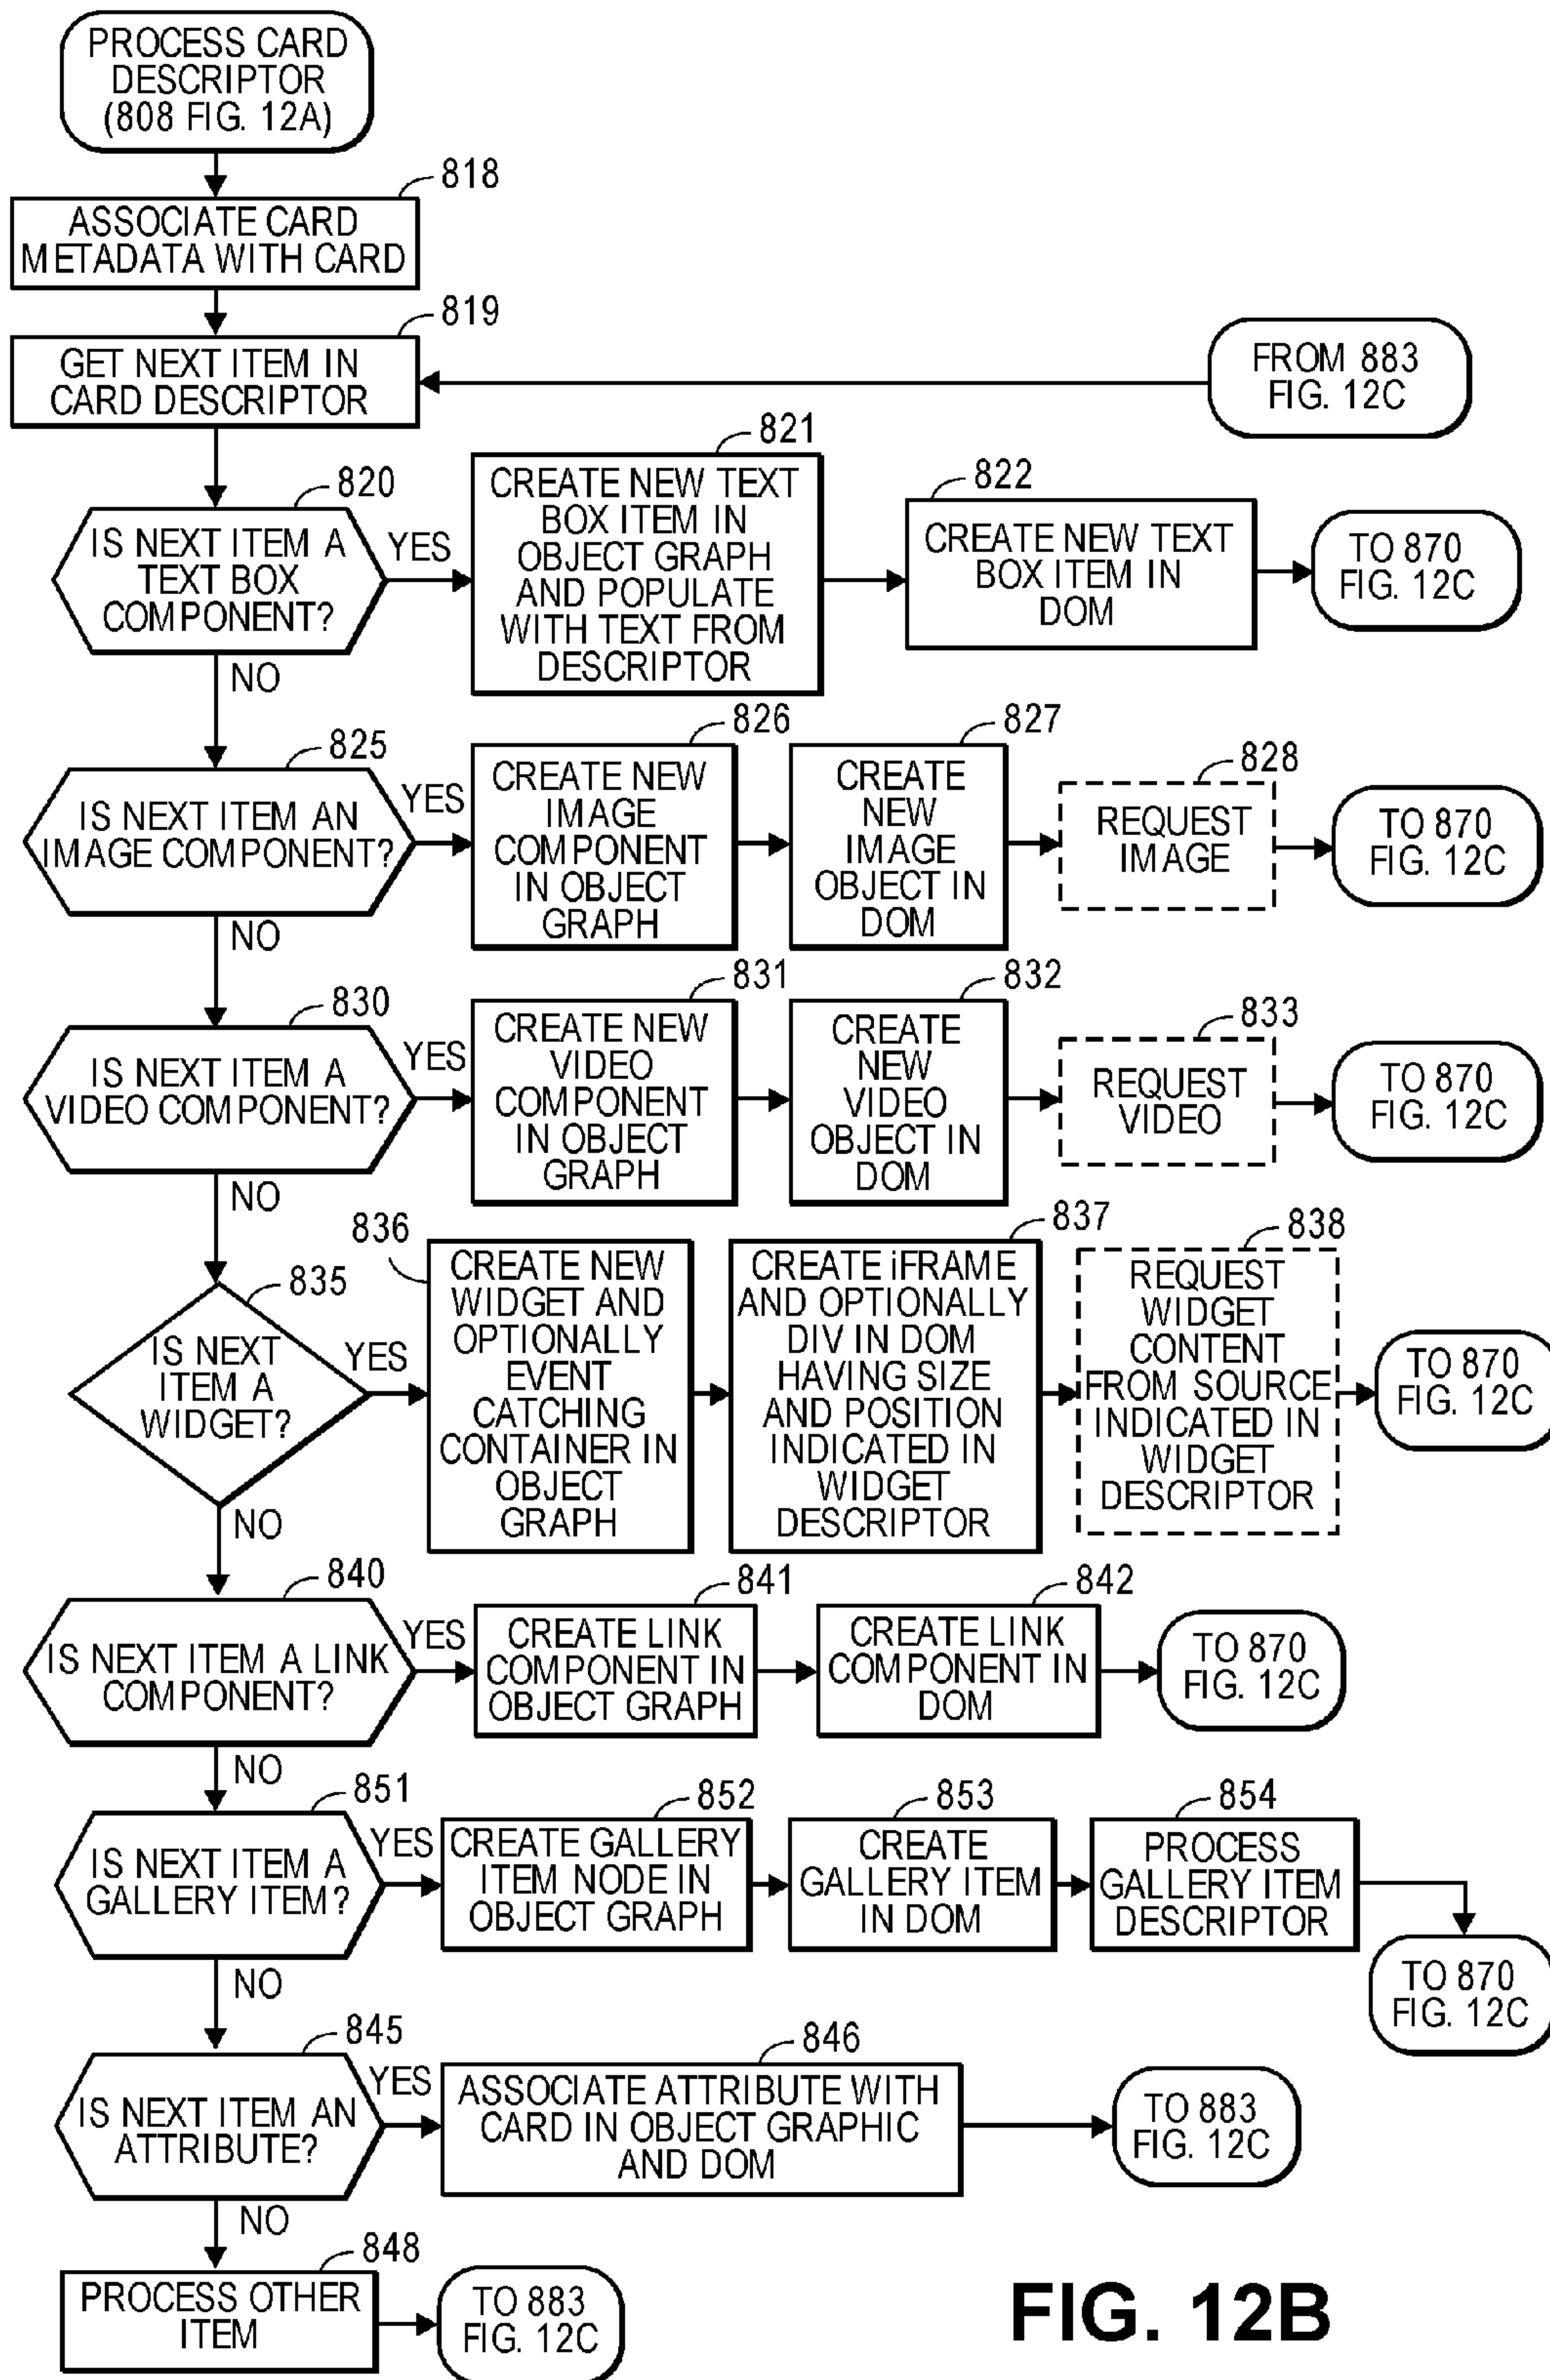 PROCESS CARD
DESCRIPTOR
(808 FIG. 12A)
818
ASSOCIATE CARD
METADATA WITH CARD
819
GET NEXT ITEM IN
CARD DESCRIPTOR
FROM 883
FIG. 12C
820
IS NEXT ITEM A
TEXT BOX
COMPONENT?
YES
821
CREATE NEW TEXT
BOX ITEM IN
OBJECT GRAPH
AND POPULATE
WITH TEXT FROM
DESCRIPTOR
822
CREATE NEW TEXT
BOX ITEM IN
DOM
TO 870
FIG. 12C
NO
825
IS NEXT ITEM AN
IMAGE COMPONENT?
YES
826
CREATE NEW
IMAGE
COMPONENT
IN OBJECT
GRAPH
827
CREATE
NEW
IMAGE
OBJECT IN
DOM
828
REQUEST
IMAGE
TO 870
FIG. 12C
NO
830
IS NEXT ITEM A
VIDEO COMPONENT?
YES
831
CREATE NEW
VIDEO
COMPONENT
IN OBJECT
GRAPH
832
CREATE
NEW
VIDEO
OBJECT IN
DOM
833
REQUEST
VIDEO
TO 870
FIG. 12C
NO
835
IS NEXT
ITEM A
WIDGET?
YES
836
CREATE NEW
WIDGET AND
OPTIONALLY
EVENT
CATCHING
CONTAINER IN
OBJECT
GRAPH
837
CREATE iFRAME
AND OPTIONALLY
DIV IN DOM
HAVING SIZE
AND POSITION
INDICATED IN
WIDGET
DESCRIPTOR
838
REQUEST
WIDGET
CONTENT
FROM SOURCE
INDICATED IN
WIDGET
DESCRIPTOR
TO 870
FIG. 12C
NO
840
IS NEXT ITEM A LINK
COMPONENT?
YES
841
CREATE LINK
COMPONENT IN
OBJECT GRAPH
842
CREATE LINK
COMPONENT IN
DOM
TO 870
FIG. 12C
NO
851
IS NEXT ITEM A
GALLERY ITEM?
YES
852
CREATE GALLERY
ITEM NODE IN
OBJECT GRAPH
853
CREATE
GALLERY ITEM
IN DOM
854
PROCESS
GALLERY ITEM
DESCRIPTOR
TO 870
FIG. 12C
NO
845
IS NEXT ITEM AN
ATTRIBUTE?
YES
846
ASSOCIATE ATTRIBUTE WITH
CARD IN OBJECT GRAPHIC
AND DOM
TO 883
FIG. 12C
NO
848
PROCESS OTHER
ITEM
TO 883
FIG. 12C
FIG. 12B